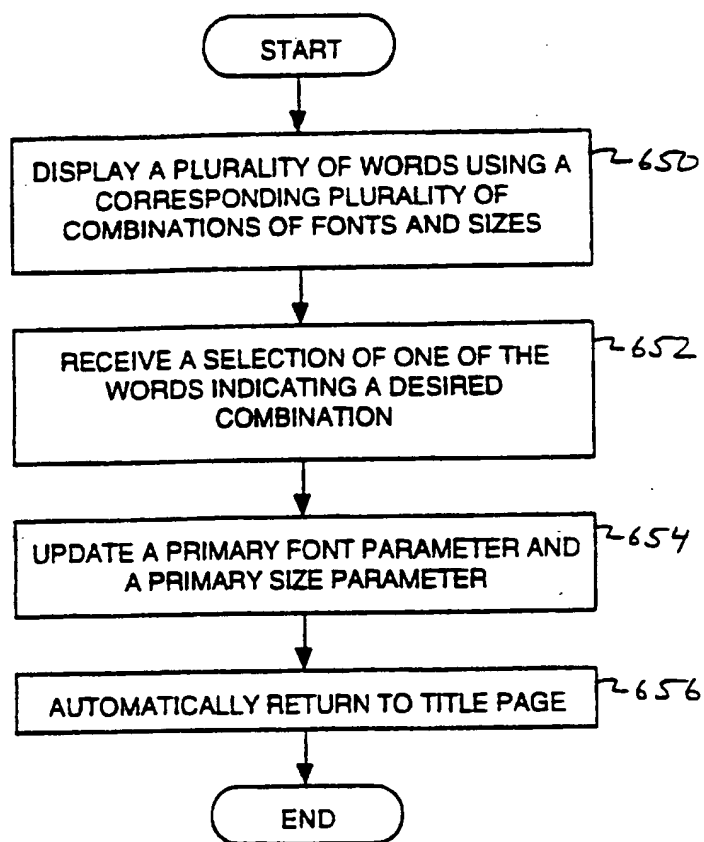 START
DISPLAY A PLURALITY OF WORDS USING A
CORRESPONDING PLURALITY OF
COMBINATIONS OF FONTS AND SIZES
650
RECEIVE A SELECTION OF ONE OF THE
WORDS INDICATING A DESIRED
COMBINATION
652
UPDATE A PRIMARY FONT PARAMETER AND
A PRIMARY SIZE PARAMETER
654
AUTOMATICALLY RETURN TO TITLE PAGE
656
END